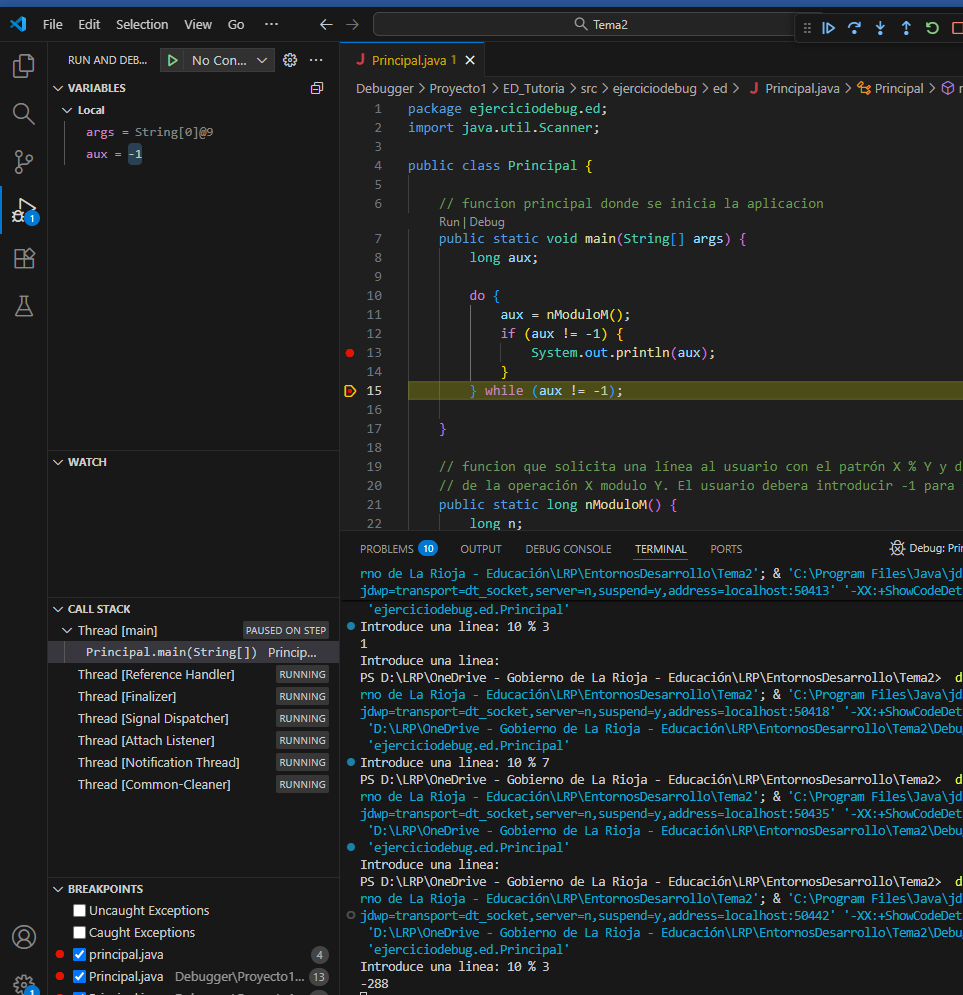 File Edit Selection View Go ··· Tema2
RUN AND DEB... No Con... ···
VARIABLES
Local
args = String[0]@9
aux = -1
WATCH
CALL STACK
Thread [main] PAUSED ON STEP
Principal.main(String[]) Princip...
Thread [Reference Handler] RUNNING
Thread [Finalizer] RUNNING
Thread [Signal Dispatcher] RUNNING
Thread [Attach Listener] RUNNING
Thread [Notification Thread] RUNNING
Thread [Common-Cleaner] RUNNING
BREAKPOINTS
Uncaught Exceptions
Caught Exceptions
principal.java 4
Principal.java Debugger\Proyecto1... 13
1
1
Principal.java 1
Debugger > Proyecto1 > ED_Tutoria > src > ejerciciodebug > ed > Principal.java > Principal >
1 package ejerciciodebug.ed;
2 import java.util.Scanner;
3
4 public class Principal {
5
6 // funcion principal donde se inicia la aplicacion
Run | Debug
7 public static void main(String[] args) {
8 long aux;
9
10 do {
11 aux = nModuloM();
12 if (aux != -1) {
13 System.out.println(aux);
14 }
15 } while (aux != -1);
16
17 }
18
19 // funcion que solicita una línea al usuario con el patrón X % Y y d
20 // de la operación X modulo Y. El usuario debera introducir -1 para
21 public static long nModuloM() {
22 long n;
PROBLEMS 10 OUTPUT DEBUG CONSOLE TERMINAL PORTS Debug: Pri
rno de La Rioja - Educación\LRP\EntornosDesarrollo\Tema2'; & 'C:\Program Files\Java\jd
jdwp=transport=dt_socket,server=n,suspend=y,address=localhost:50413' '-XX:+ShowCodeDet
'ejerciciodebug.ed.Principal'
Introduce una linea: 10 % 3
1
Introduce una linea:
PS D:\LRP\OneDrive - Gobierno de La Rioja - Educación\LRP\EntornosDesarrollo\Tema2> d
rno de La Rioja - Educación\LRP\EntornosDesarrollo\Tema2'; & 'C:\Program Files\Java\jd
jdwp=transport=dt_socket,server=n,suspend=y,address=localhost:50418' '-XX:+ShowCodeDet
'D:\LRP\OneDrive - Gobierno de La Rioja - Educación\LRP\EntornosDesarrollo\Tema2\Debu
'ejerciciodebug.ed.Principal'
Introduce una linea: 10 % 7
PS D:\LRP\OneDrive - Gobierno de La Rioja - Educación\LRP\EntornosDesarrollo\Tema2> d
rno de La Rioja - Educación\LRP\EntornosDesarrollo\Tema2'; & 'C:\Program Files\Java\jd
jdwp=transport=dt_socket,server=n,suspend=y,address=localhost:50435' '-XX:+ShowCodeDet
'D:\LRP\OneDrive - Gobierno de La Rioja - Educación\LRP\EntornosDesarrollo\Tema2\Debu
'ejerciciodebug.ed.Principal'
Introduce una linea:
PS D:\LRP\OneDrive - Gobierno de La Rioja - Educación\LRP\EntornosDesarrollo\Tema2> d
rno de La Rioja - Educación\LRP\EntornosDesarrollo\Tema2'; & 'C:\Program Files\Java\jd
jdwp=transport=dt_socket,server=n,suspend=y,address=localhost:50442' '-XX:+ShowCodeDet
'D:\LRP\OneDrive - Gobierno de La Rioja - Educación\LRP\EntornosDesarrollo\Tema2\Debu
'ejerciciodebug.ed.Principal'
Introduce una linea: 10 % 3
-288